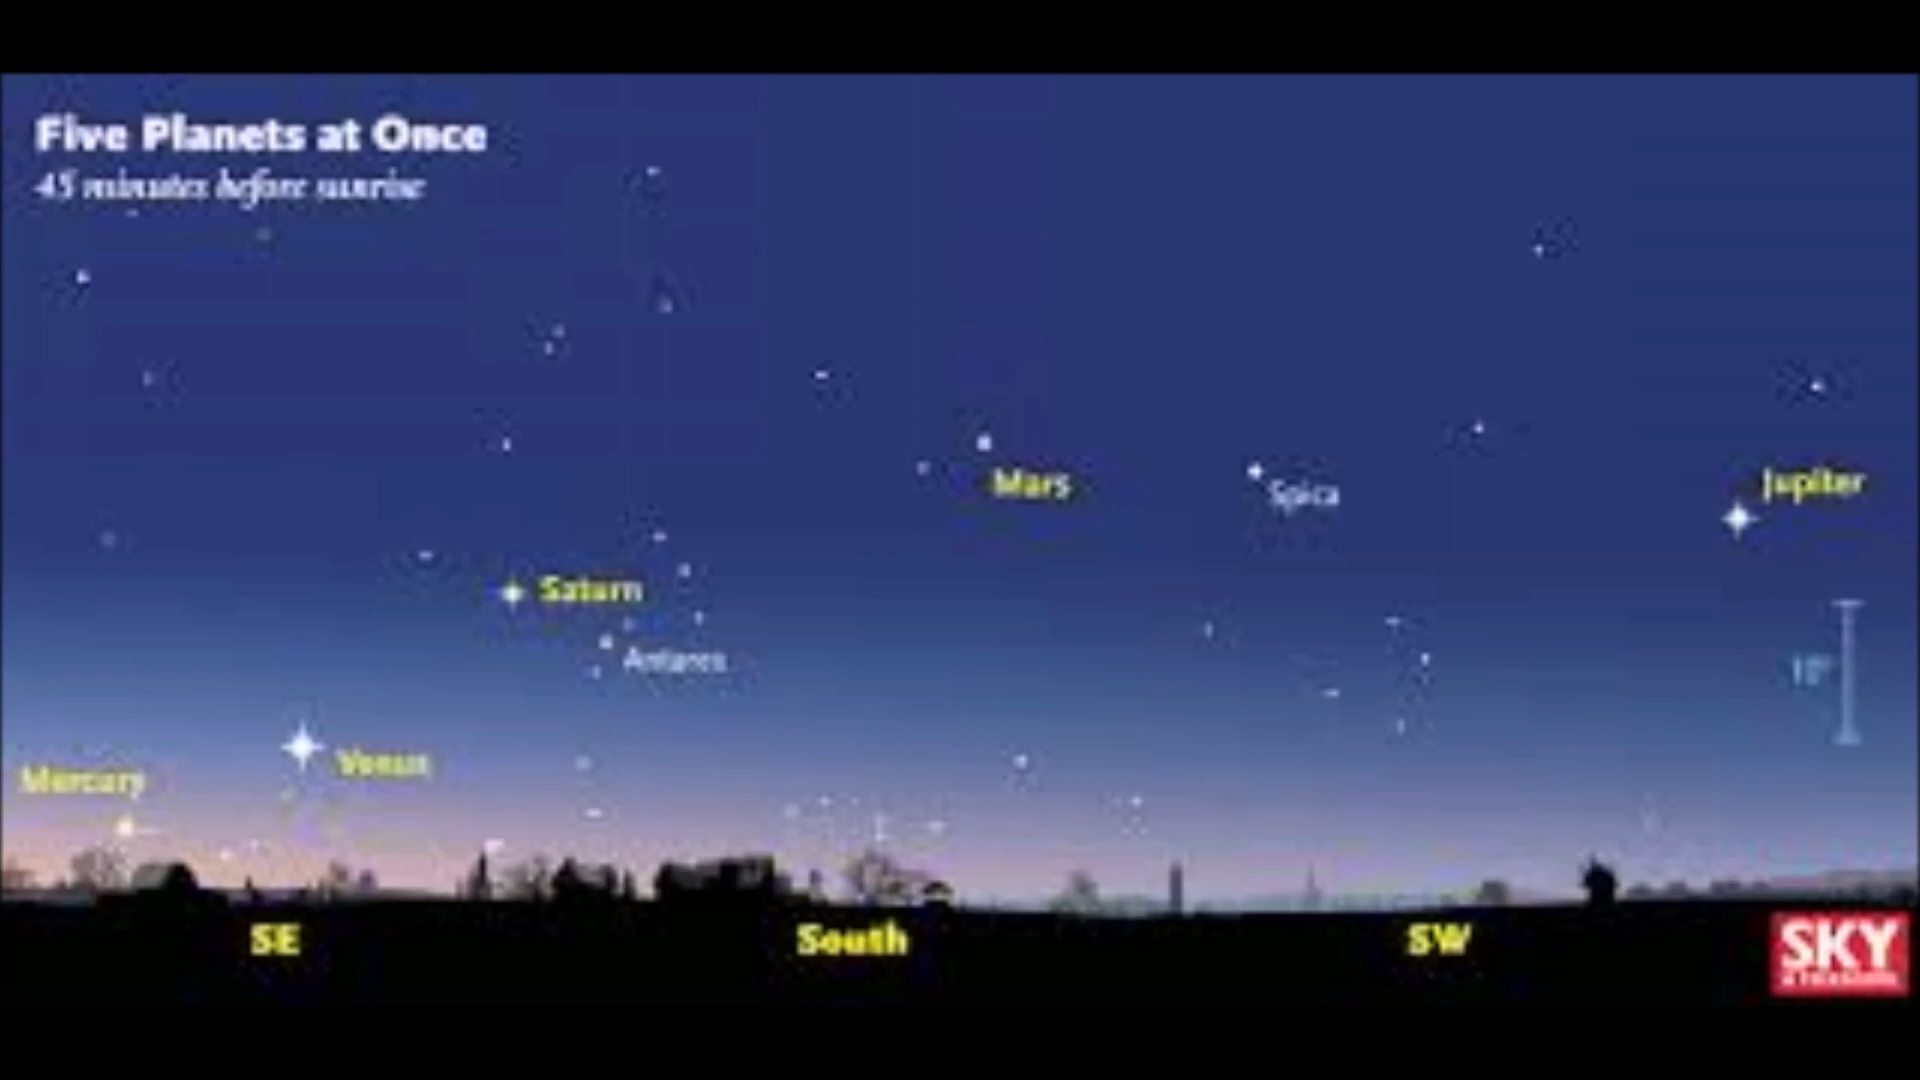 Five Planets at Once
45 minutes before sunrise
Mars
Spica
Jupiter
Saturn
Antares
10°
Venus
Mercury
SE
South
SW
SKY